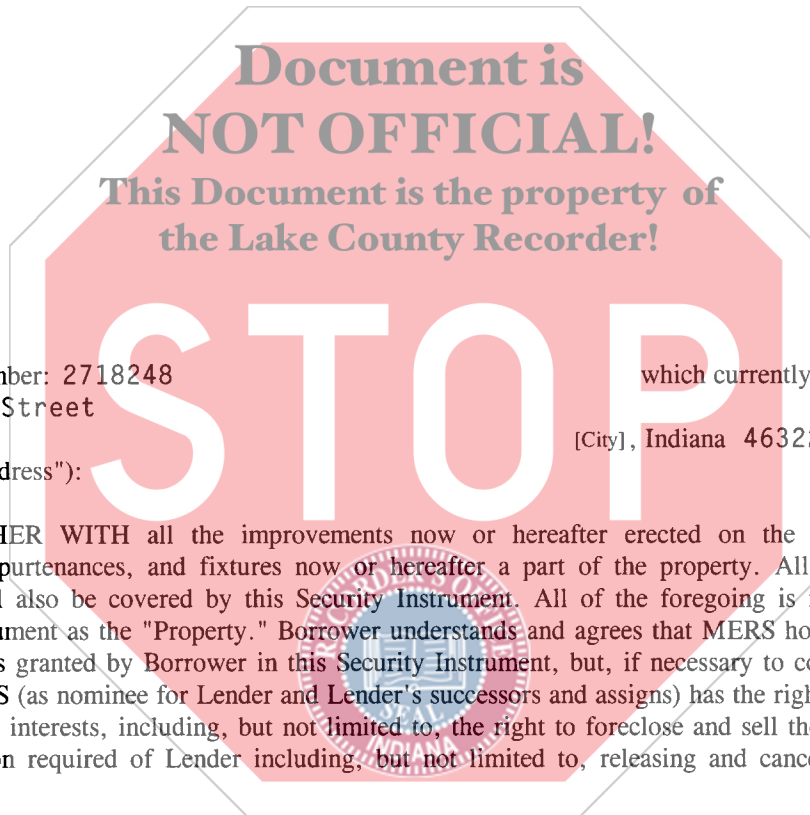 Document is
NOT OFFICIAL!
This Document is the property of
the Lake County Recorder!
STOP
nber: 2718248 which currently
Street
[City], Indiana 4632
dress"):
HER WITH all the improvements now or hereafter erected on the
purtenances, and fixtures now or hereafter a part of the property. All
l also be covered by this Security Instrument. All of the foregoing is
ument as the "Property." Borrower understands and agrees that MERS ho
s granted by Borrower in this Security Instrument, but, if necessary to c
S (as nominee for Lender and Lender's successors and assigns) has the righ
interests, including, but not limited to, the right to foreclose and sell th
on required of Lender including, but not limited to, releasing and canc
RECORDER'S OFFICE
SEAL
INDIANA